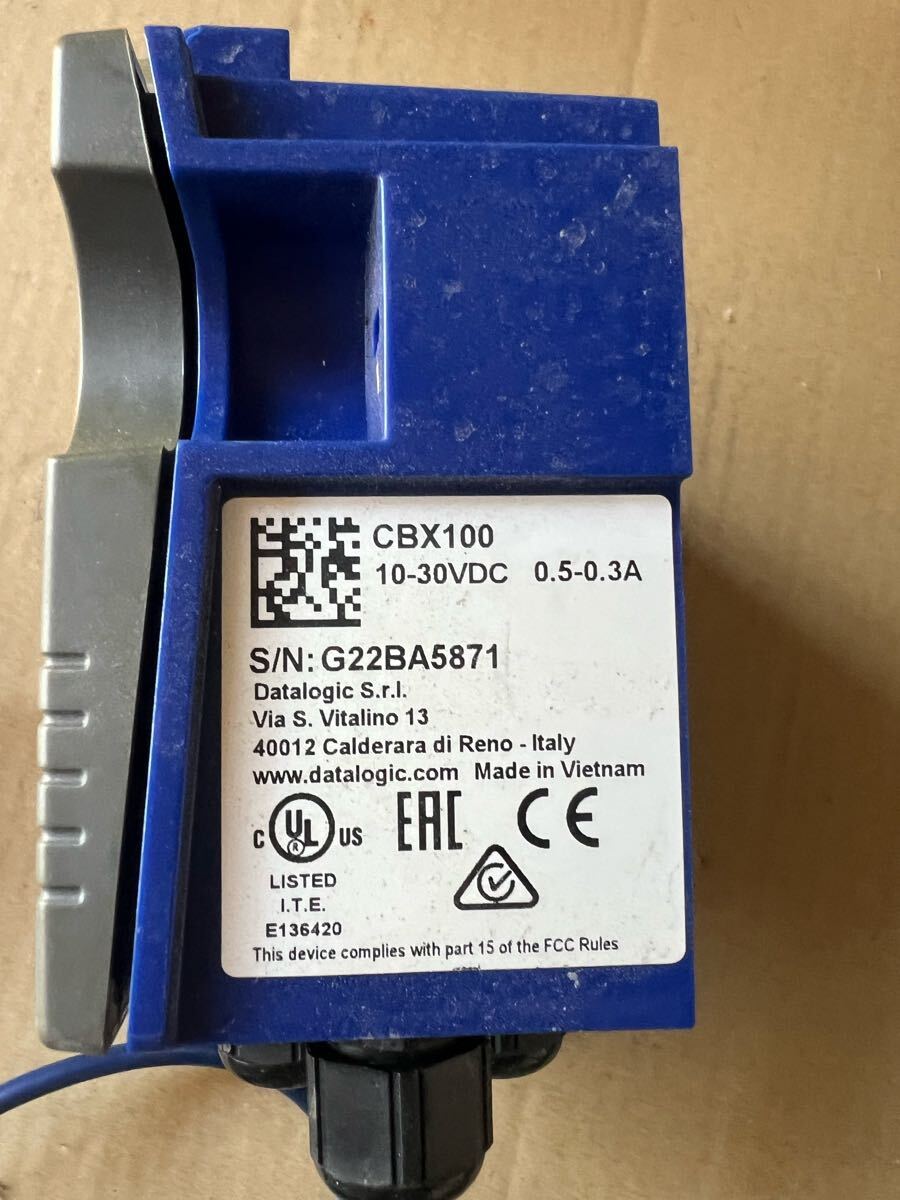 CBX100
10-30VDC 0.5-0.3A
S/N: G22BA5871
Datalogic S.r.l.
Via S. Vitalino 13
40012 Calderara di Reno - Italy
www.datalogic.com Made in Vietnam
C UL ® US EAC CE
LISTED
I.T.E.
E136420
This device complies with part 15 of the FCC Rules